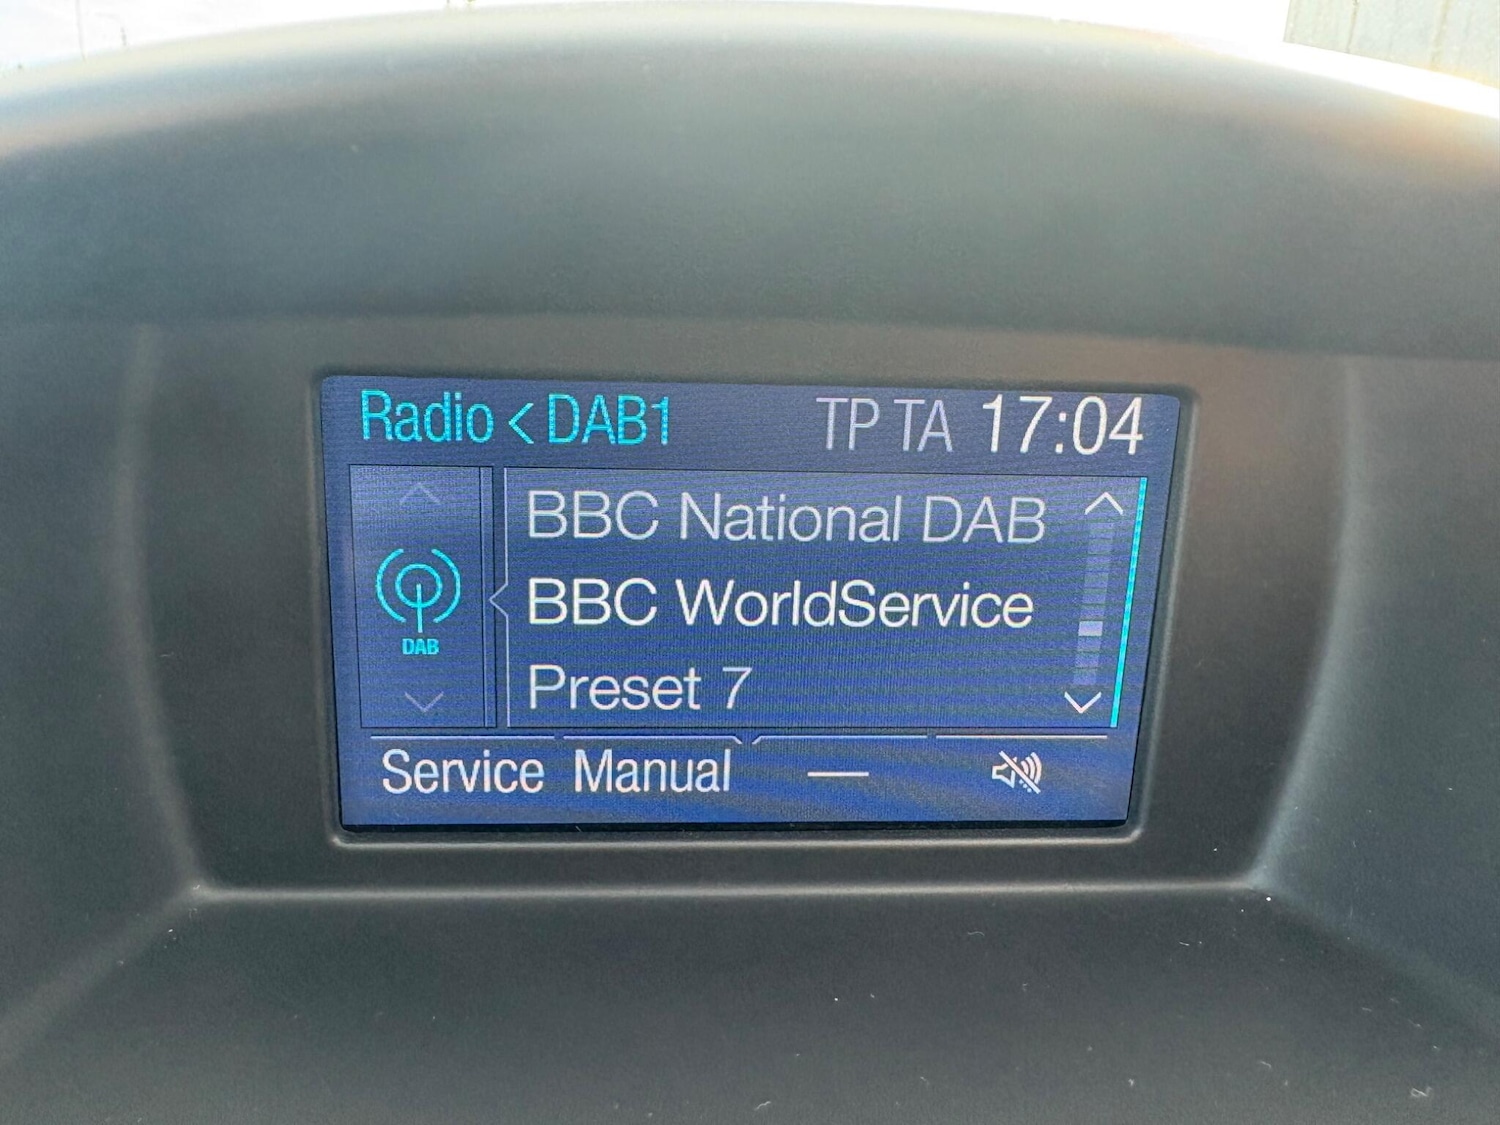 Radio < DAB1 TP TA 17:04
BBC National DAB
DAB
BBC WorldService
Preset 7
Service Manual —